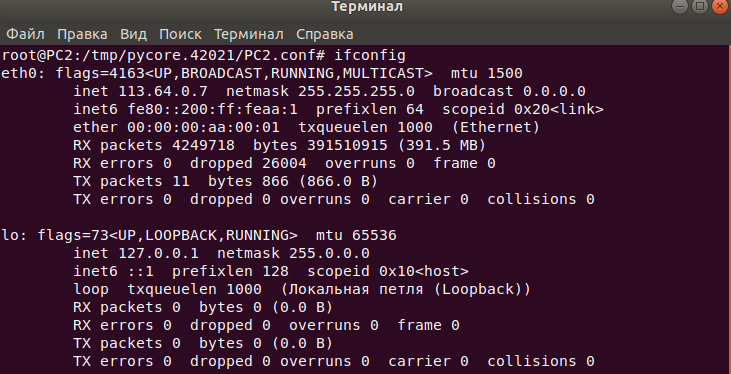 Терминал
Файл Правка Вид Поиск Терминал Справка
root@PC2:/tmp/pycore.42021/PC2.conf# ifconfig
eth0: flags=4163<UP,BROADCAST,RUNNING,MULTICAST>  mtu 1500
        inet 113.64.0.7  netmask 255.255.255.0  broadcast 0.0.0.0
        inet6 fe80::200:ff:feaa:1  prefixlen 64  scopeid 0x20<link>
        ether 00:00:00:aa:00:01  txqueuelen 1000  (Ethernet)
        RX packets 4249718  bytes 391510915 (391.5 MB)
        RX errors 0  dropped 26004  overruns 0  frame 0
        TX packets 11  bytes 866 (866.0 B)
        TX errors 0  dropped 0 overruns 0  carrier 0  collisions 0

lo: flags=73<UP,LOOPBACK,RUNNING>  mtu 65536
        inet 127.0.0.1  netmask 255.0.0.0
        inet6 ::1  prefixlen 128  scopeid 0x10<host>
        loop  txqueuelen 1000  (Локальная петля (Loopback))
        RX packets 0  bytes 0 (0.0 B)
        RX errors 0  dropped 0  overruns 0  frame 0
        TX packets 0  bytes 0 (0.0 B)
        TX errors 0  dropped 0 overruns 0  carrier 0  collisions 0